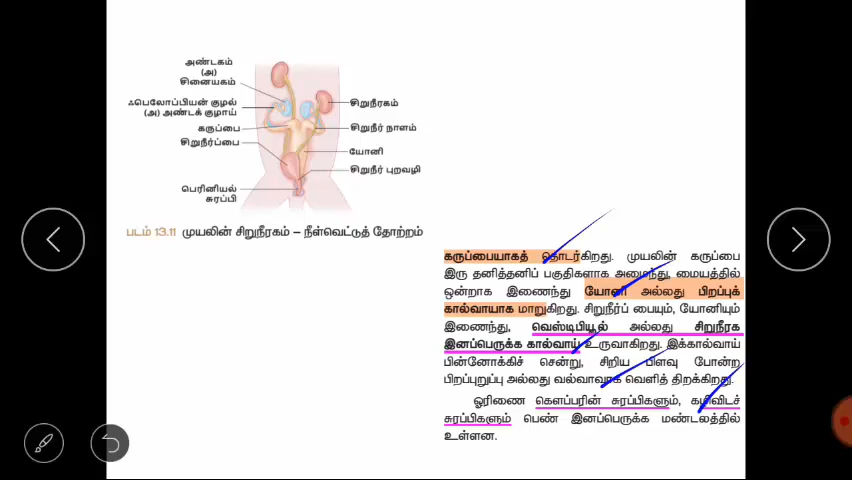 அண்டகம்
(அ)
சினையகம்
ஃபெலோப்பியன் குழல்
(அ) அண்டக் குழாய்
கருப்பை
சிறுநீர்ப்பை
பெரினியல்
சுரப்பி
சிறுநீரகம்
சிறுநீர் நாளம்
யோனி
சிறுநீர் புறவழி
படம் 13.11 முயலின் சிறுநீரகம் – நீள்வெட்டுத் தோற்றம்
கருப்பையாகத் தொடர்கிறது. முயலின் கருப்பை
இரு தனித்தனிப் பகுதிகளாக அமைந்து, மையத்தில்
ஒன்றாக இணைந்து யோனி அல்லது பிறப்புக்
கால்வாயாக மாறுகிறது. சிறுநீர்ப் பையும், யோனியும்
இணைந்து, வெஸ்டிபியூல் அல்லது சிறுநீரக
இனப்பெருக்க கால்வாய் உருவாகிறது. இக்கால்வாய்
பின்னோக்கிச் சென்று, சிறிய பிளவு போன்ற
பிறப்புறுப்பு அல்லது வல்வாவாக வெளித் திறக்கிறது.
ஓரிணை கௌப்பரின் சுரப்பிகளும், கழிவிடச்
சுரப்பிகளும் பெண் இனப்பெருக்க மண்டலத்தில்
உள்ளன.